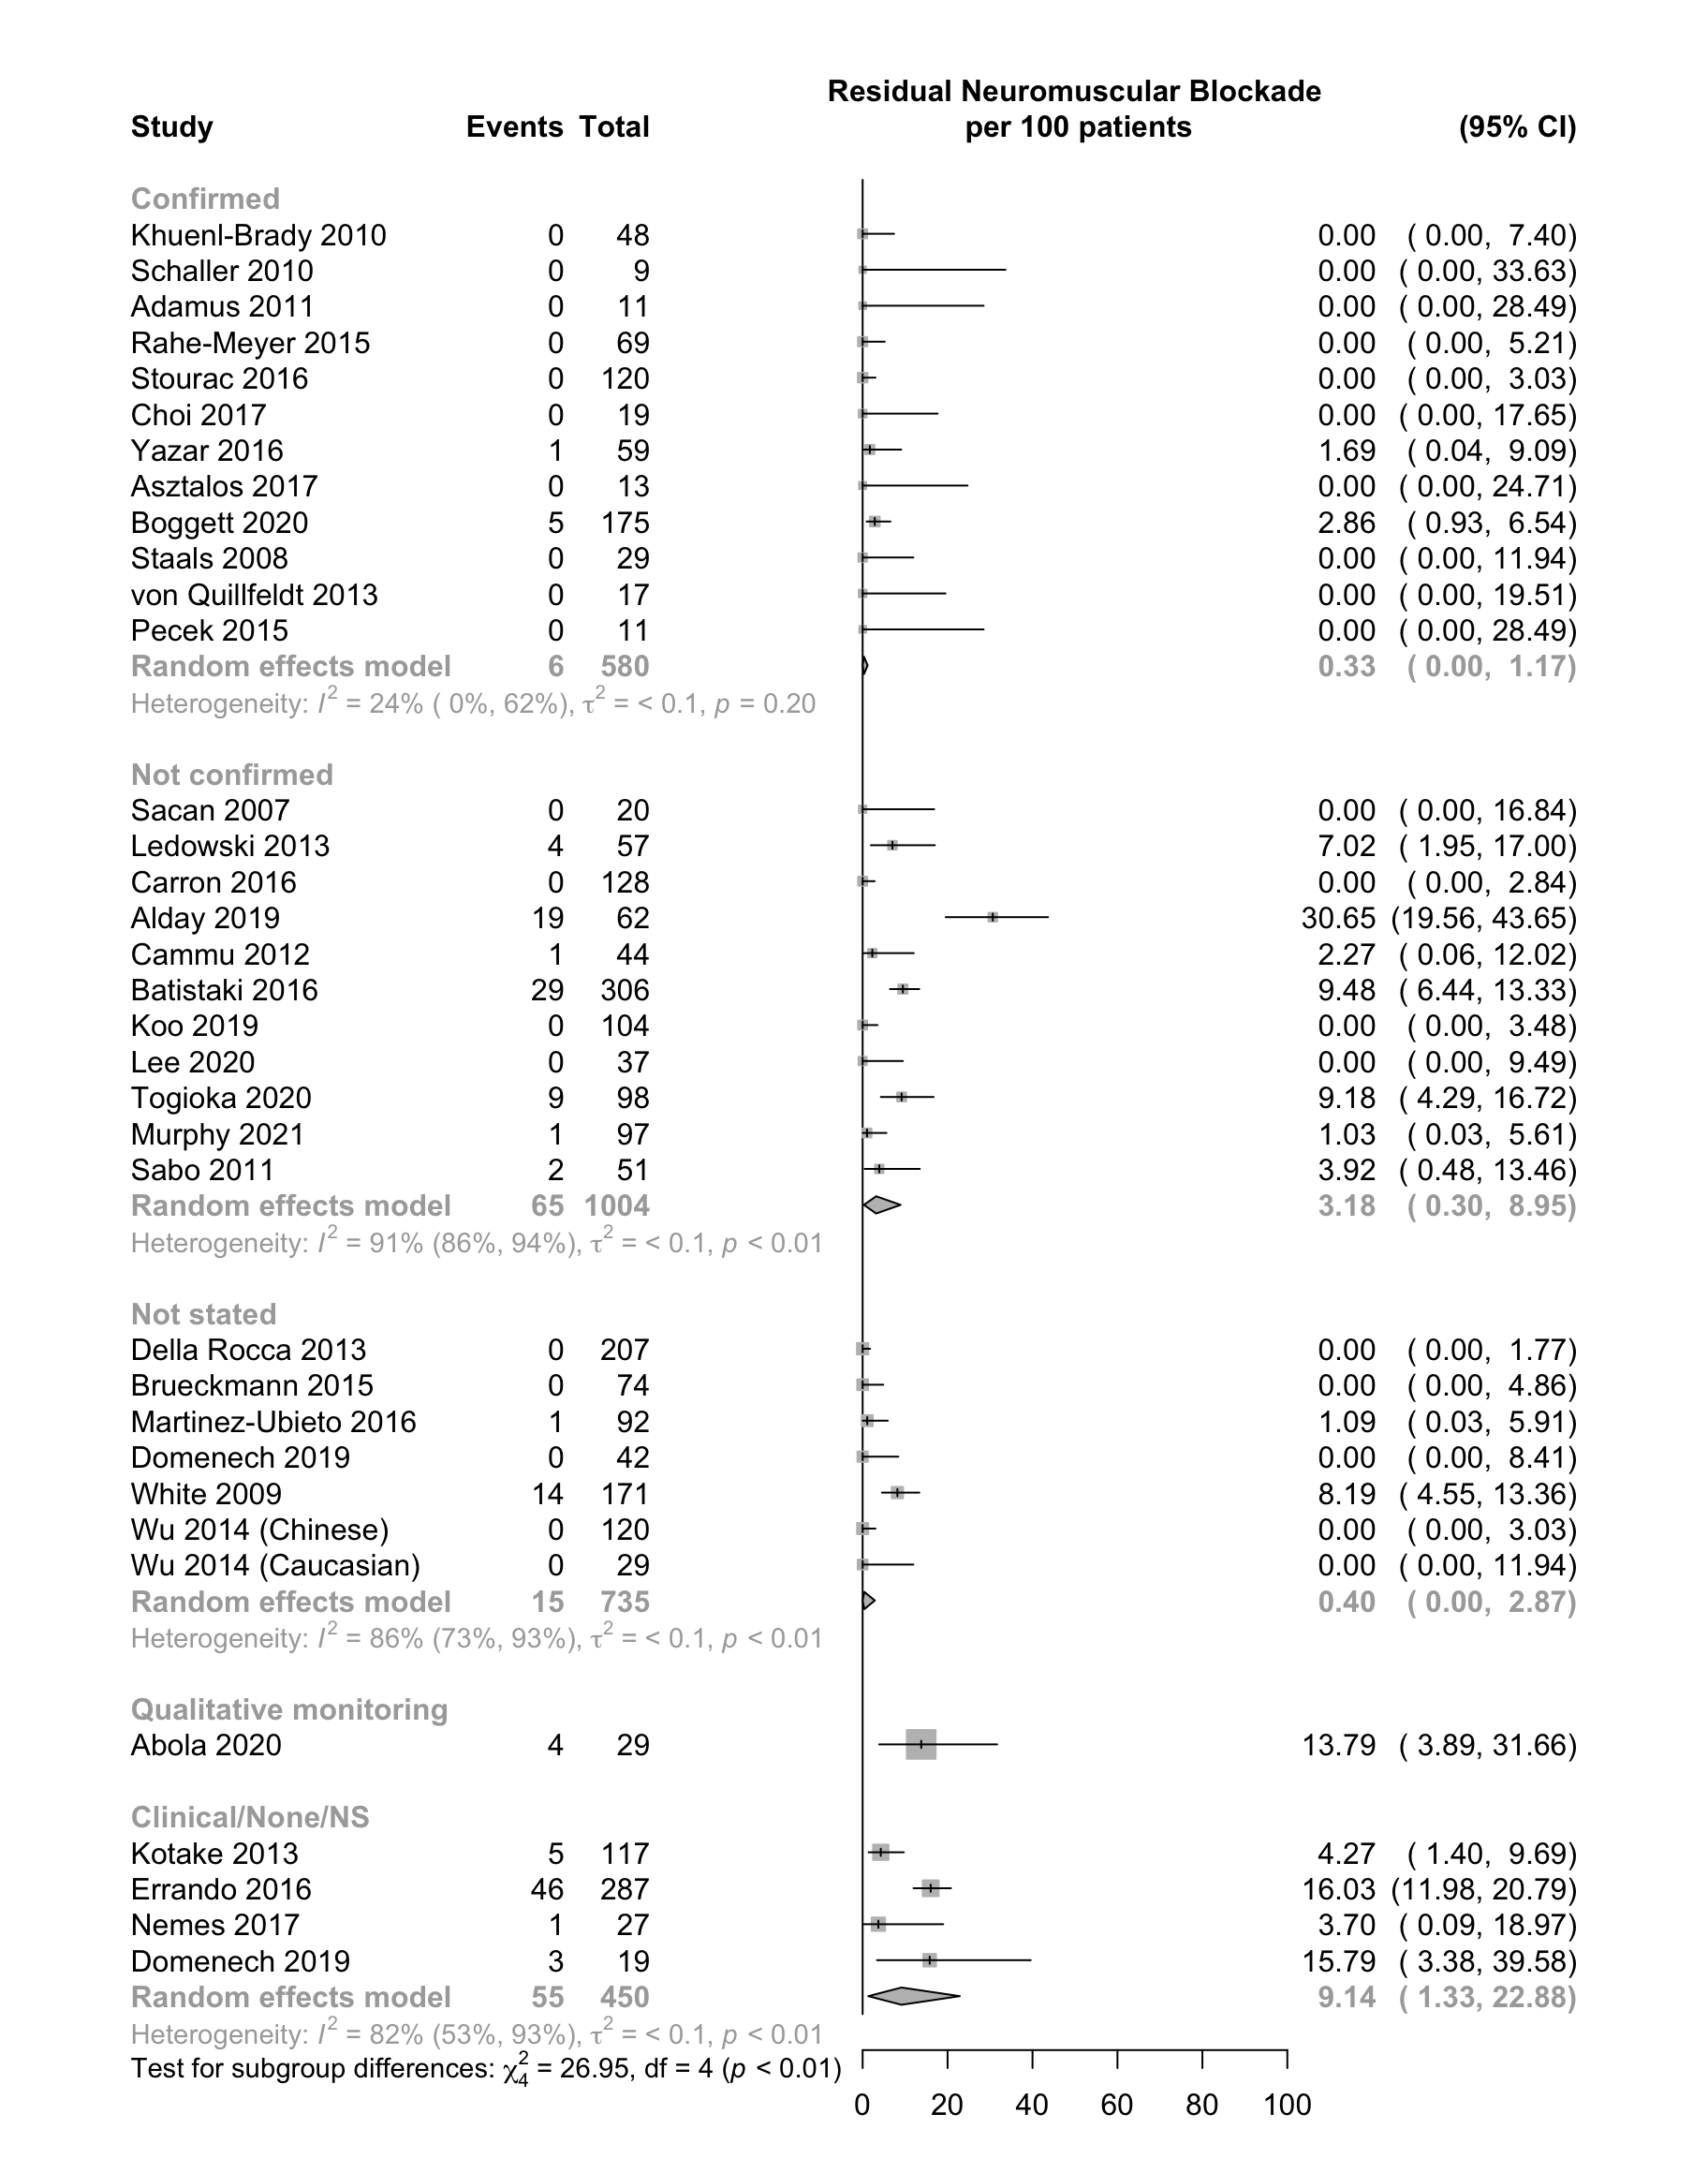 Residual Neuromuscular Blockade
Study Events Total per 100 patients (95% CI)
Confirmed
Khuenl-Brady 2010 0 48 0.00 ( 0.00, 7.40)
Schaller 2010 0 9 0.00 ( 0.00, 33.63)
Adamus 2011 0 11 0.00 ( 0.00, 28.49)
Rahe-Meyer 2015 0 69 0.00 ( 0.00, 5.21)
Stourac 2016 0 120 0.00 ( 0.00, 3.03)
Choi 2017 0 19 0.00 ( 0.00, 17.65)
Yazar 2016 1 59 1.69 ( 0.04, 9.09)
Asztalos 2017 0 13 0.00 ( 0.00, 24.71)
Boggett 2020 5 175 2.86 ( 0.93, 6.54)
Staals 2008 0 29 0.00 ( 0.00, 11.94)
von Quillfeldt 2013 0 17 0.00 ( 0.00, 19.51)
Pecek 2015 0 11 0.00 ( 0.00, 28.49)
Random effects model 6 580 0.33 ( 0.00, 1.17)
Heterogeneity: I² = 24% ( 0%, 62%), τ² = < 0.1, p = 0.20
Not confirmed
Sacan 2007 0 20 0.00 ( 0.00, 16.84)
Ledowski 2013 4 57 7.02 ( 1.95, 17.00)
Carron 2016 0 128 0.00 ( 0.00, 2.84)
Alday 2019 19 62 30.65 (19.56, 43.65)
Cammu 2012 1 44 2.27 ( 0.06, 12.02)
Batistaki 2016 29 306 9.48 ( 6.44, 13.33)
Koo 2019 0 104 0.00 ( 0.00, 3.48)
Lee 2020 0 37 0.00 ( 0.00, 9.49)
Togioka 2020 9 98 9.18 ( 4.29, 16.72)
Murphy 2021 1 97 1.03 ( 0.03, 5.61)
Sabo 2011 2 51 3.92 ( 0.48, 13.46)
Random effects model 65 1004 3.18 ( 0.30, 8.95)
Heterogeneity: I² = 91% (86%, 94%), τ² = < 0.1, p < 0.01
Not stated
Della Rocca 2013 0 207 0.00 ( 0.00, 1.77)
Brueckmann 2015 0 74 0.00 ( 0.00, 4.86)
Martinez-Ubieto 2016 1 92 1.09 ( 0.03, 5.91)
Domenech 2019 0 42 0.00 ( 0.00, 8.41)
White 2009 14 171 8.19 ( 4.55, 13.36)
Wu 2014 (Chinese) 0 120 0.00 ( 0.00, 3.03)
Wu 2014 (Caucasian) 0 29 0.00 ( 0.00, 11.94)
Random effects model 15 735 0.40 ( 0.00, 2.87)
Heterogeneity: I² = 86% (73%, 93%), τ² = < 0.1, p < 0.01
Qualitative monitoring
Abola 2020 4 29 13.79 ( 3.89, 31.66)
Clinical/None/NS
Kotake 2013 5 117 4.27 ( 1.40, 9.69)
Errando 2016 46 287 16.03 (11.98, 20.79)
Nemes 2017 1 27 3.70 ( 0.09, 18.97)
Domenech 2019 3 19 15.79 ( 3.38, 39.58)
Random effects model 55 450 9.14 ( 1.33, 22.88)
Heterogeneity: I² = 82% (53%, 93%), τ² = < 0.1, p < 0.01
Test for subgroup differences: χ²₄ = 26.95, df = 4 (p < 0.01)
0 20 40 60 80 100